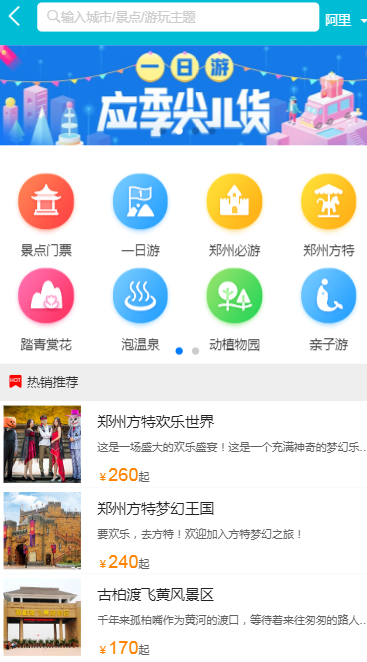 输入城市/景点/游玩主题
阿里
一日游
应季尖儿货
景点门票
一日游
郑州必游
郑州方特
踏青赏花
泡温泉
动植物园
亲子游
HOT 热销推荐
郑州方特欢乐世界
这是一场盛大的欢乐盛宴！这是一个充满神奇的梦幻乐...
¥260起
郑州方特梦幻王国
要欢乐，去方特！欢迎加入方特梦幻之旅！
¥240起
古柏渡飞黄风景区
千年来孤柏嘴作为黄河的渡口，等待着来往匆匆的路人...
¥170起